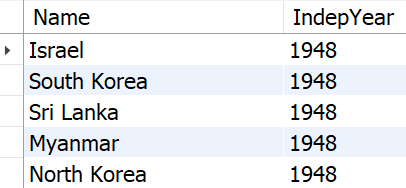 Name IndepYear
Israel 1948
South Korea 1948
Sri Lanka 1948
Myanmar 1948
North Korea 1948